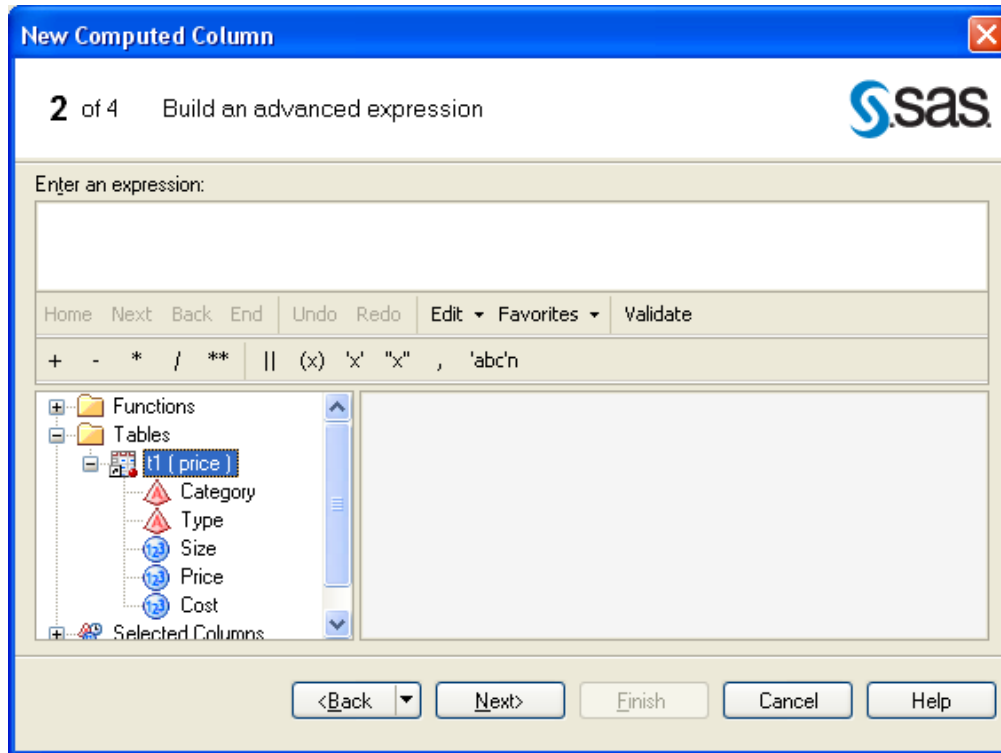 New Computed Column
2 of 4 Build an advanced expression
sas
Enter an expression:
Home Next Back End Undo Redo Edit Favorites Validate
+ - * / ** || (x) 'x' "x" , 'abc'n
Functions
Tables
t1 ( price )
Category
Type
Size
Price
Cost
Selected Columns
<Back Next> Finish Cancel Help